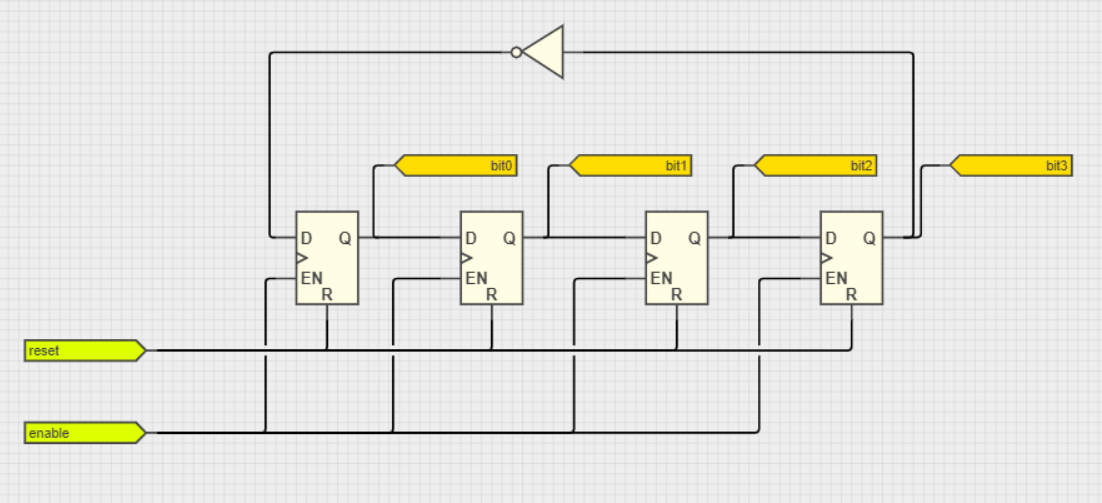 bit0
bit1
bit2
bit3
D Q
EN
R
D Q
EN
R
D Q
EN
R
D Q
EN
R
reset
enable